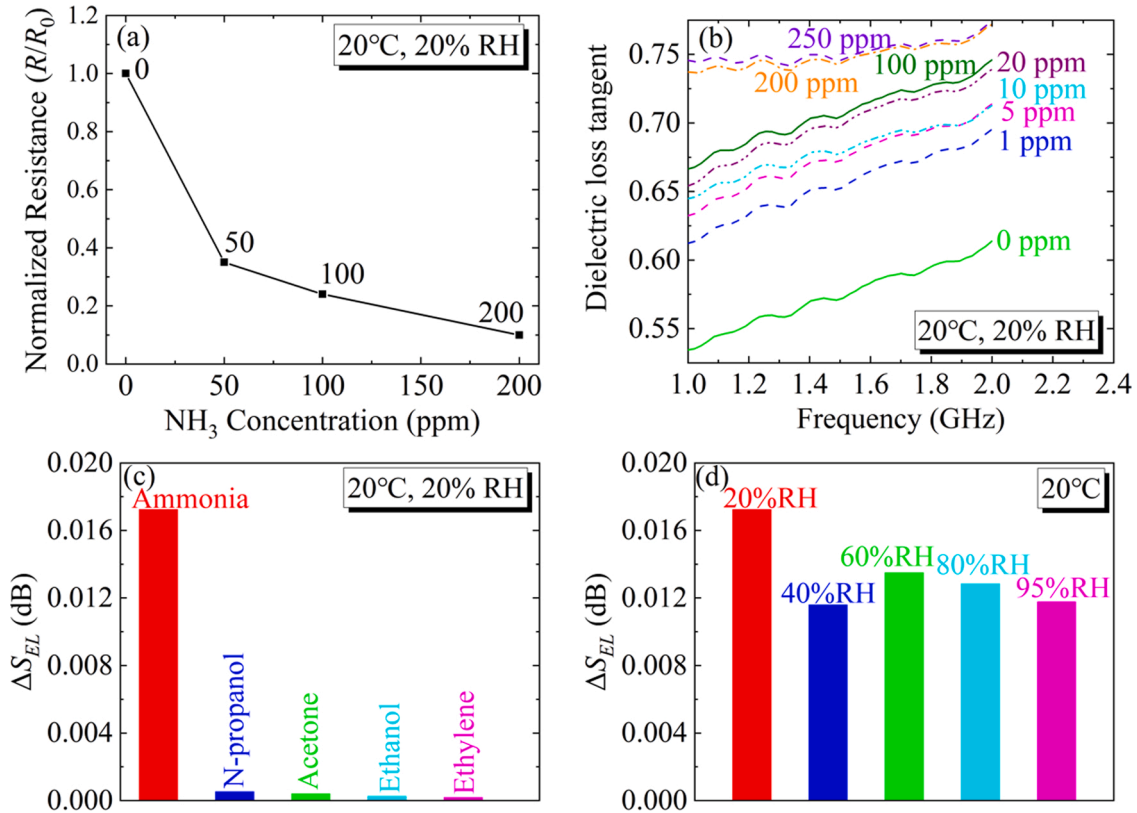 (a)
20°C, 20% RH
Normalized Resistance (R/R0)
1.2
1.0
0.8
0.6
0.4
0.2
0.0
0
50
100
200
0 50 100 150 200
NH3 Concentration (ppm)
(b)
250 ppm
200 ppm
100 ppm
20 ppm
10 ppm
5 ppm
1 ppm
0 ppm
20°C, 20% RH
Dielectric loss tangent
0.75
0.70
0.65
0.60
0.55
1.0 1.2 1.4 1.6 1.8 2.0 2.2 2.4
Frequency (GHz)
(c)
20°C, 20% RH
ΔSEL (dB)
0.020
0.016
0.012
0.008
0.004
0.000
Ammonia
N-propanol
Acetone
Ethanol
Ethylene
(d)
20°C
ΔSEL (dB)
0.020
0.016
0.012
0.008
0.004
0.000
20%RH
40%RH
60%RH
80%RH
95%RH